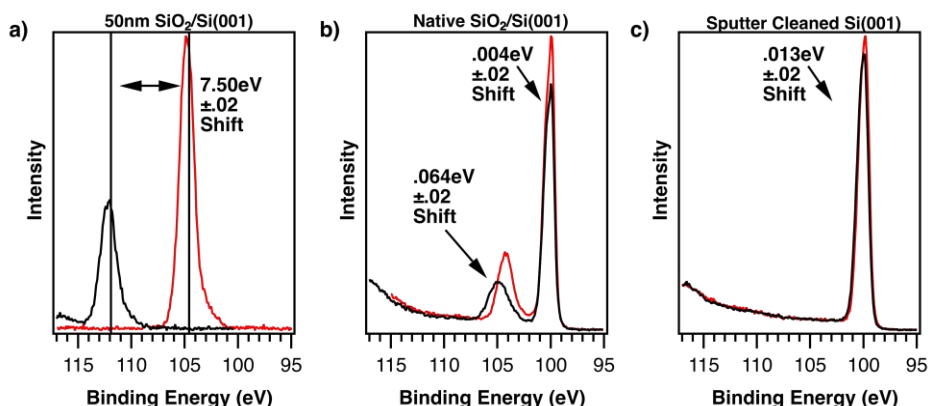 a)
50nm SiO₂/Si(001)
7.50eV
±.02
Shift
Intensity
115 110 105 100 95
Binding Energy (eV)
b)
Native SiO₂/Si(001)
.004eV
±.02
Shift
.064eV
±.02
Shift
Intensity
115 110 105 100 95
Binding Energy (eV)
c)
Sputter Cleaned Si(001)
.013eV
±.02
Shift
Intensity
115 110 105 100 95
Binding Energy (eV)